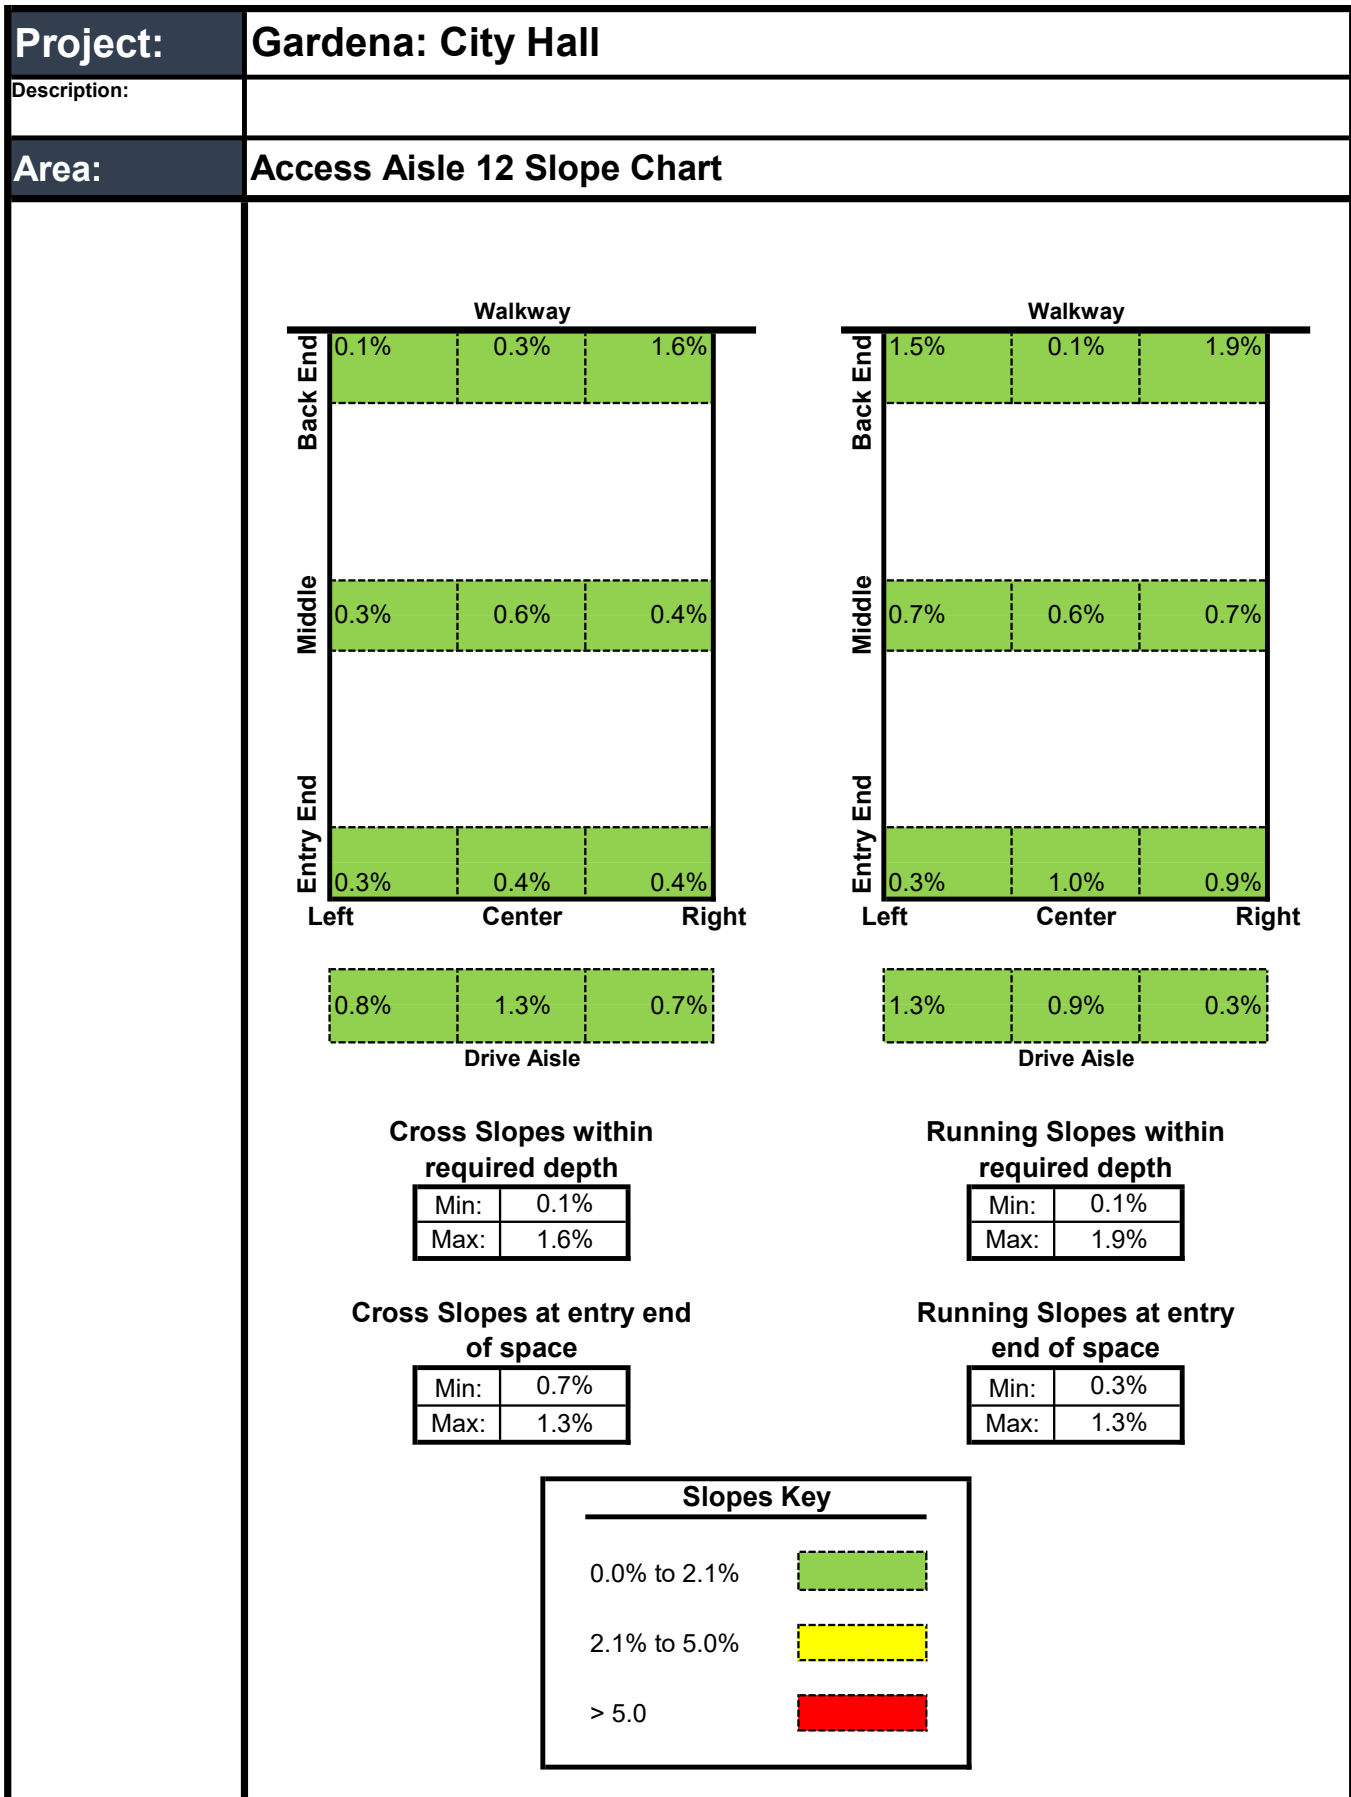 Project: Gardena: City Hall
Description:
Area: Access Aisle 12 Slope Chart
Walkway Walkway
Back End 0.1% 0.3% 1.6% Back End 1.5% 0.1% 1.9%
Middle 0.3% 0.6% 0.4% Middle 0.7% 0.6% 0.7%
Entry End 0.3% 0.4% 0.4% Entry End 0.3% 1.0% 0.9%
Left Center Right Left Center Right
0.8% 1.3% 0.7% 1.3% 0.9% 0.3%
Drive Aisle Drive Aisle
Cross Slopes within Running Slopes within
required depth required depth
Min: 0.1% Min: 0.1%
Max: 1.6% Max: 1.9%
Cross Slopes at entry end Running Slopes at entry
of space end of space
Min: 0.7% Min: 0.3%
Max: 1.3% Max: 1.3%
Slopes Key
0.0% to 2.1%
2.1% to 5.0%
> 5.0